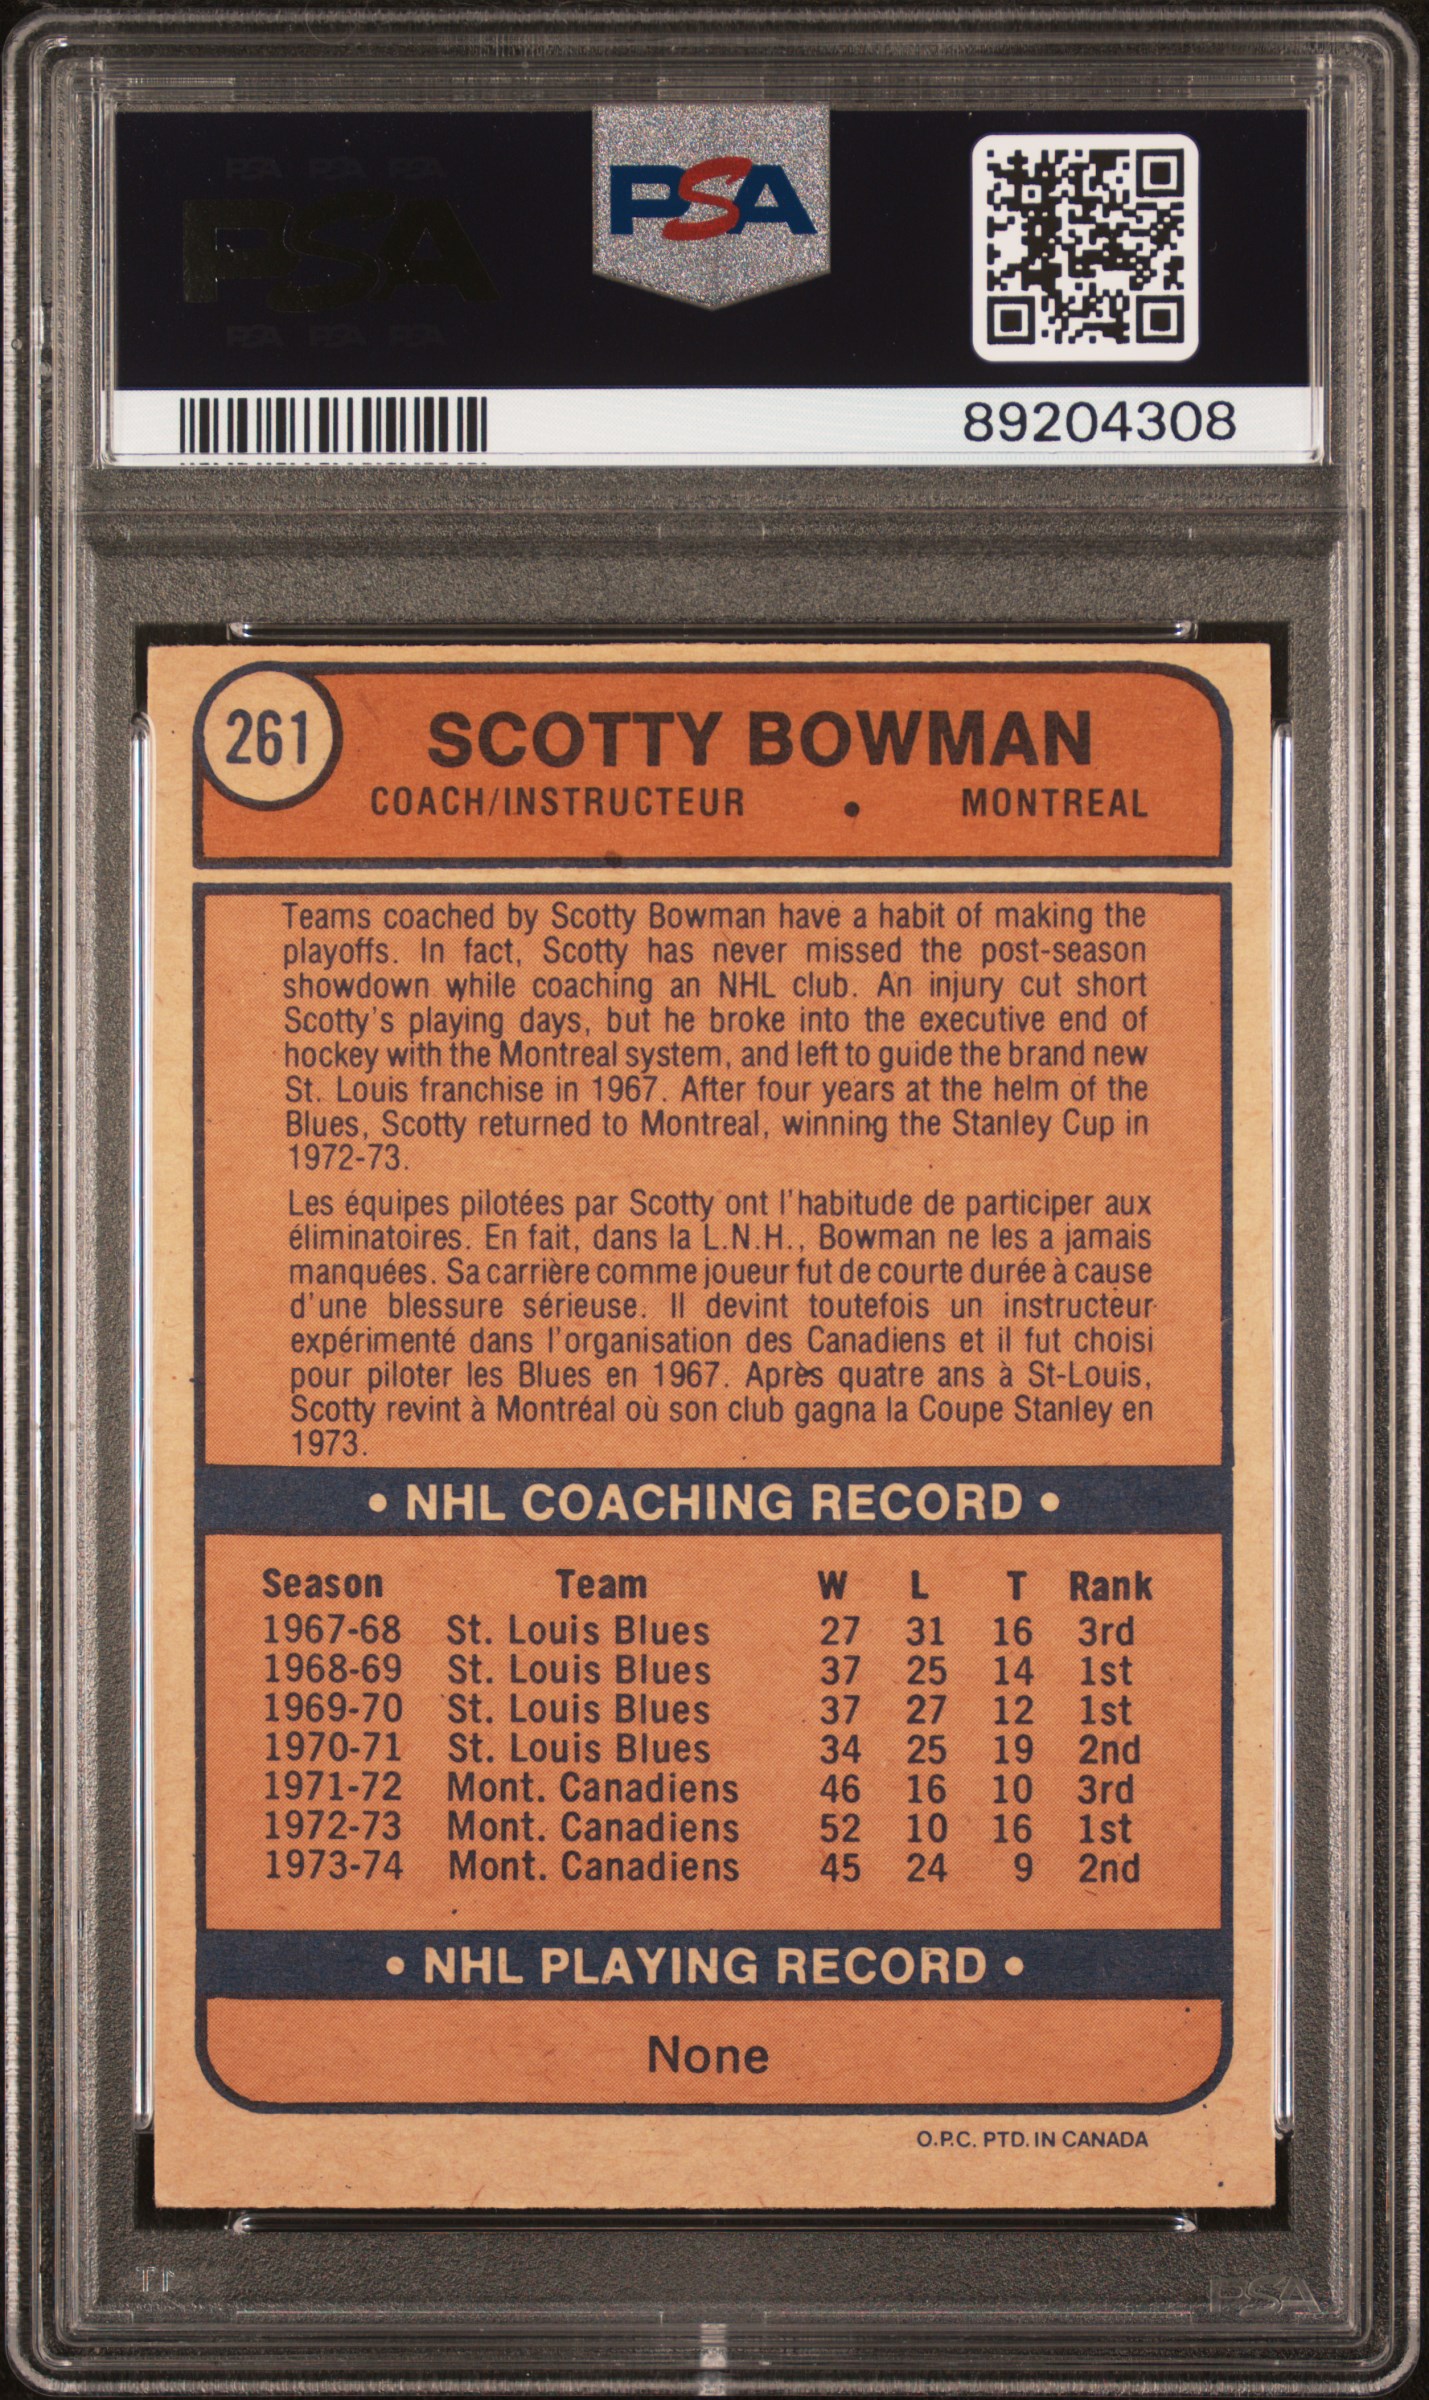 PSA PSA PSA
PSA
PSA PSA PSA
PSA
89204308
261
SCOTTY BOWMAN
COACH/INSTRUCTEUR • MONTREAL
Teams coached by Scotty Bowman have a habit of making the
playoffs. In fact, Scotty has never missed the post-season
showdown while coaching an NHL club. An injury cut short
Scotty's playing days, but he broke into the executive end of
hockey with the Montreal system, and left to guide the brand new
St. Louis franchise in 1967. After four years at the helm of the
Blues, Scotty returned to Montreal, winning the Stanley Cup in
1972-73.
Les équipes pilotées par Scotty ont l'habitude de participer aux
éliminatoires. En fait, dans la L.N.H., Bowman ne les a jamais
manquées. Sa carrière comme joueur fut de courte durée à cause
d'une blessure sérieuse. Il devint toutefois un instructeur
expérimenté dans l'organisation des Canadiens et il fut choisi
pour piloter les Blues en 1967. Après quatre ans à St-Louis,
Scotty revint à Montréal où son club gagna la Coupe Stanley en
1973.
• NHL COACHING RECORD •
Season Team W L T Rank
1967-68 St. Louis Blues 27 31 16 3rd
1968-69 St. Louis Blues 37 25 14 1st
1969-70 St. Louis Blues 37 27 12 1st
1970-71 St. Louis Blues 34 25 19 2nd
1971-72 Mont. Canadiens 46 16 10 3rd
1972-73 Mont. Canadiens 52 10 16 1st
1973-74 Mont. Canadiens 45 24 9 2nd
• NHL PLAYING RECORD •
None
O.P.C. PTD. IN CANADA
PSA